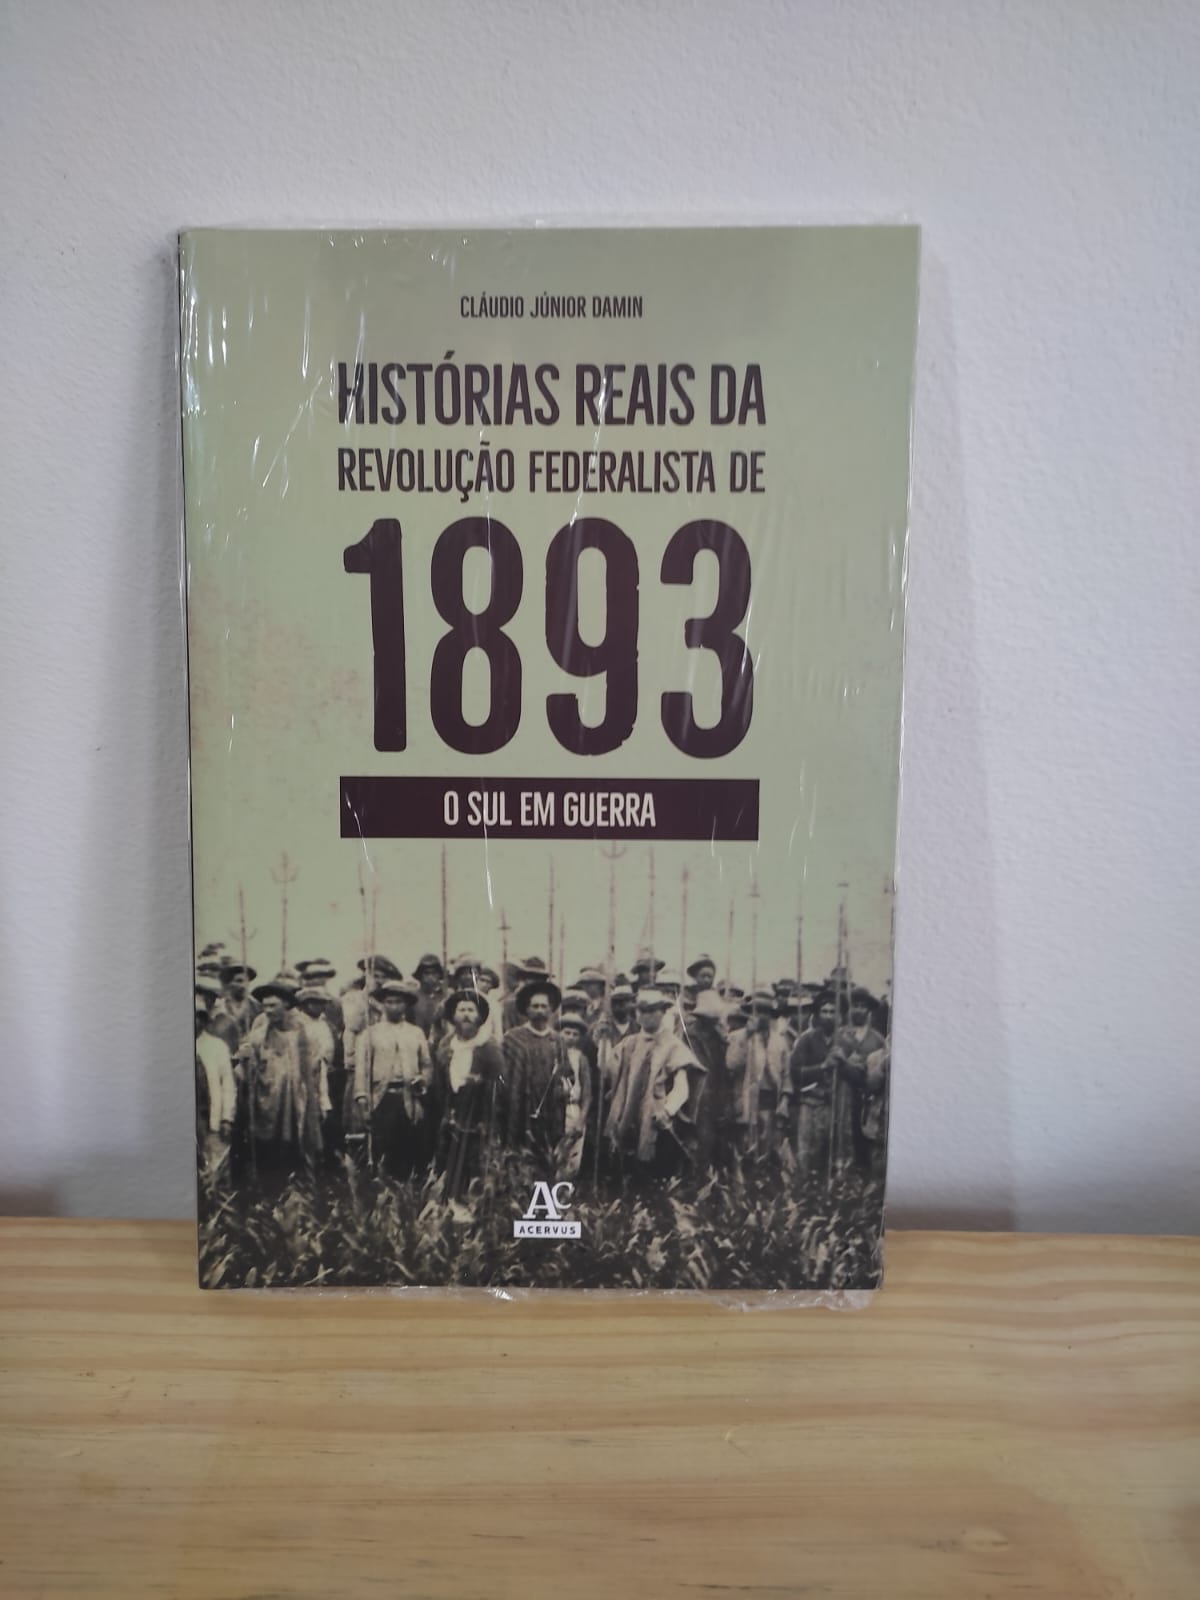 CLÁUDIO JÚNIOR DAMIN
HISTÓRIAS REAIS DA
REVOLUÇÃO FEDERALISTA DE
1893
O SUL EM GUERRA
AC
ACERVUS